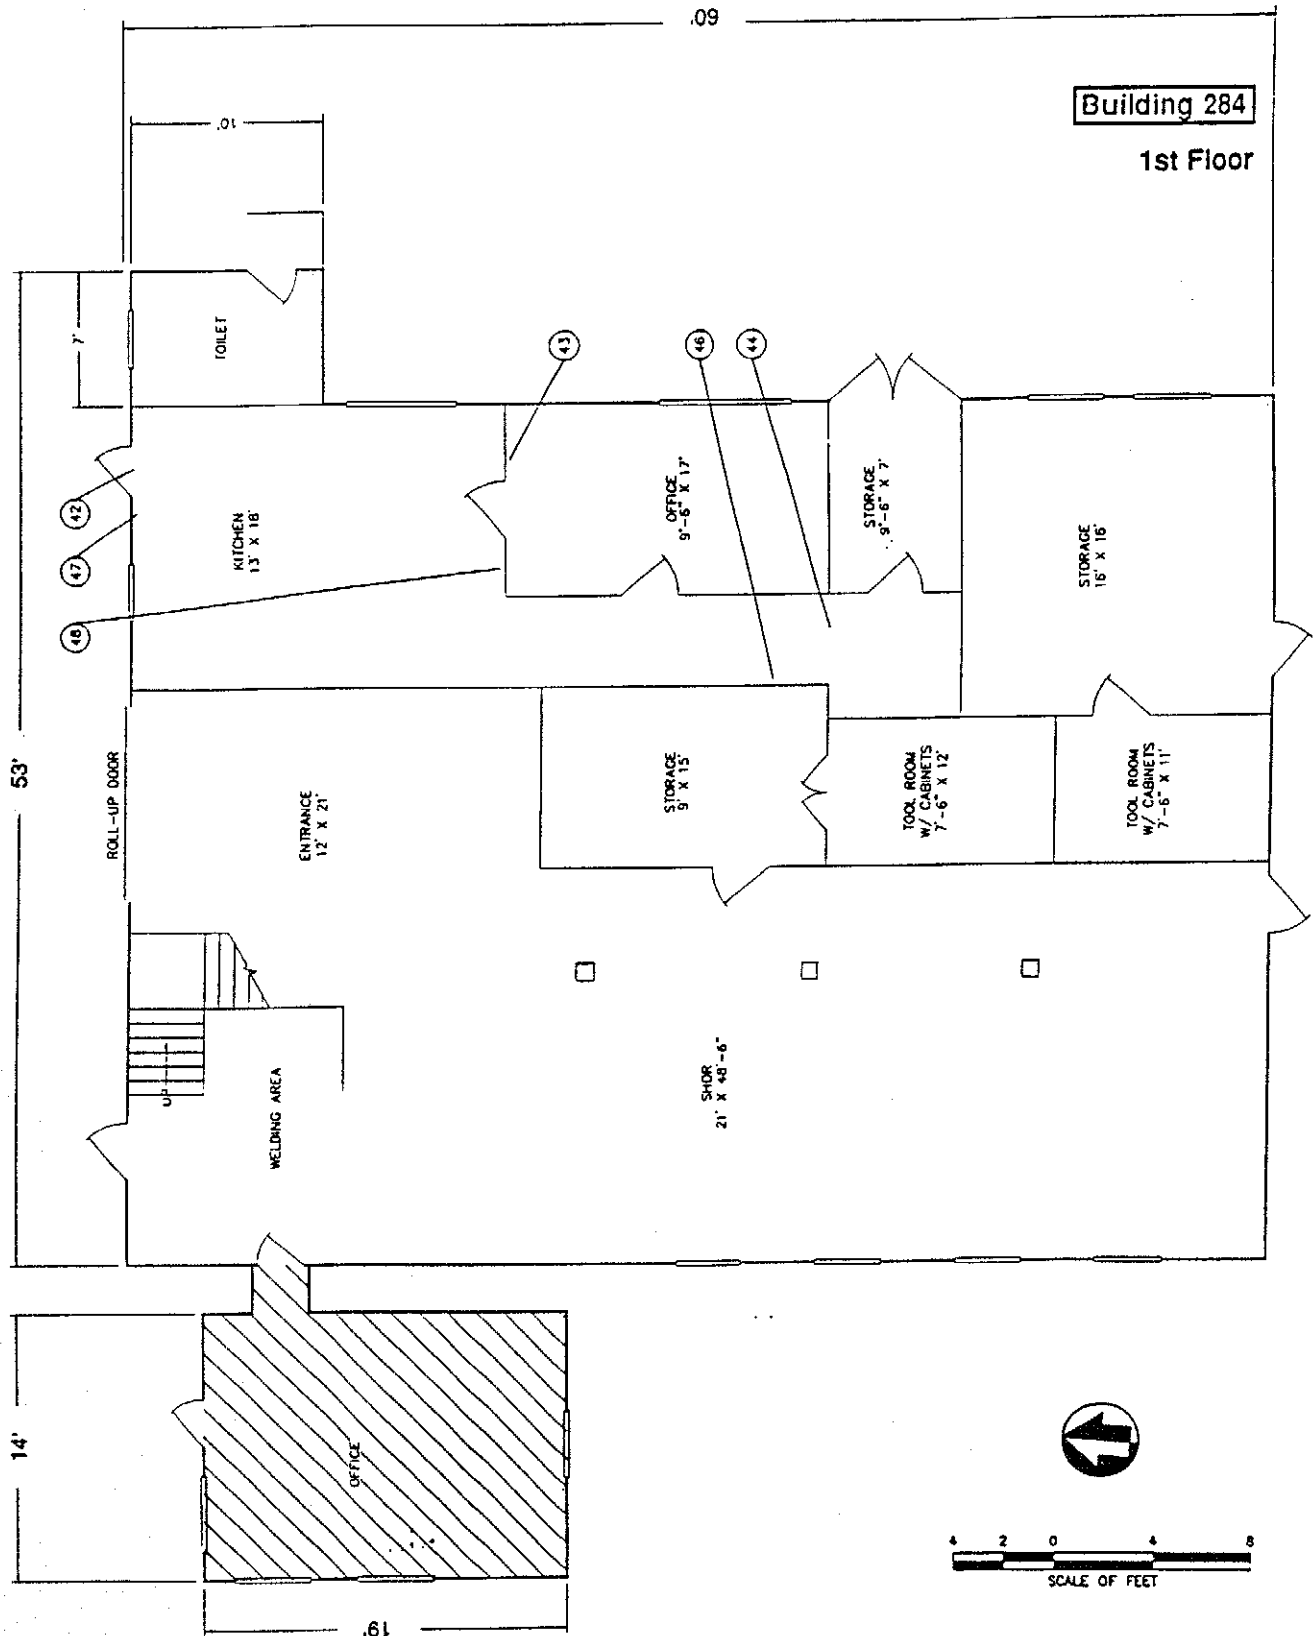 60'
Building 284
1st Floor
10'
7'
53'
TOILET
43
46
44
42
47
48
KITCHEN
13' X 18'
OFFICE
9'-6" X 17'
STORAGE
9'-6" X 7'
STORAGE
16' X 16'
ROLL-UP DOOR
ENTRANCE
12' X 21'
STORAGE
9' X 15'
TOOL ROOM
W/ CABINETS
7'-6" X 12'
TOOL ROOM
W/ CABINETS
7'-6" X 11'
UP
WELDING AREA
SHOP
21' X 48'-6"
14'
OFFICE
19'
4 2 0 4 8
SCALE OF FEET